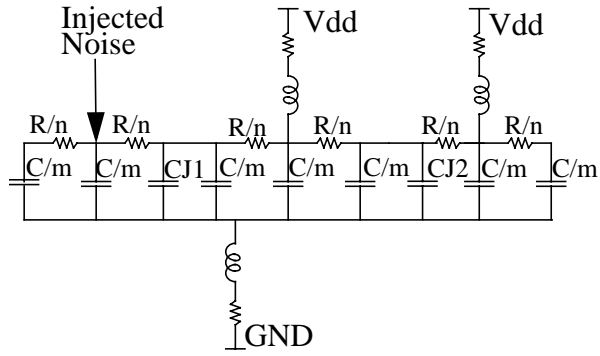 Injected
Noise
Vdd
Vdd
R/n
R/n
R/n
R/n
R/n
R/n
C/m
C/m
CJ1
C/m
C/m
C/m
CJ2
C/m
C/m
GND